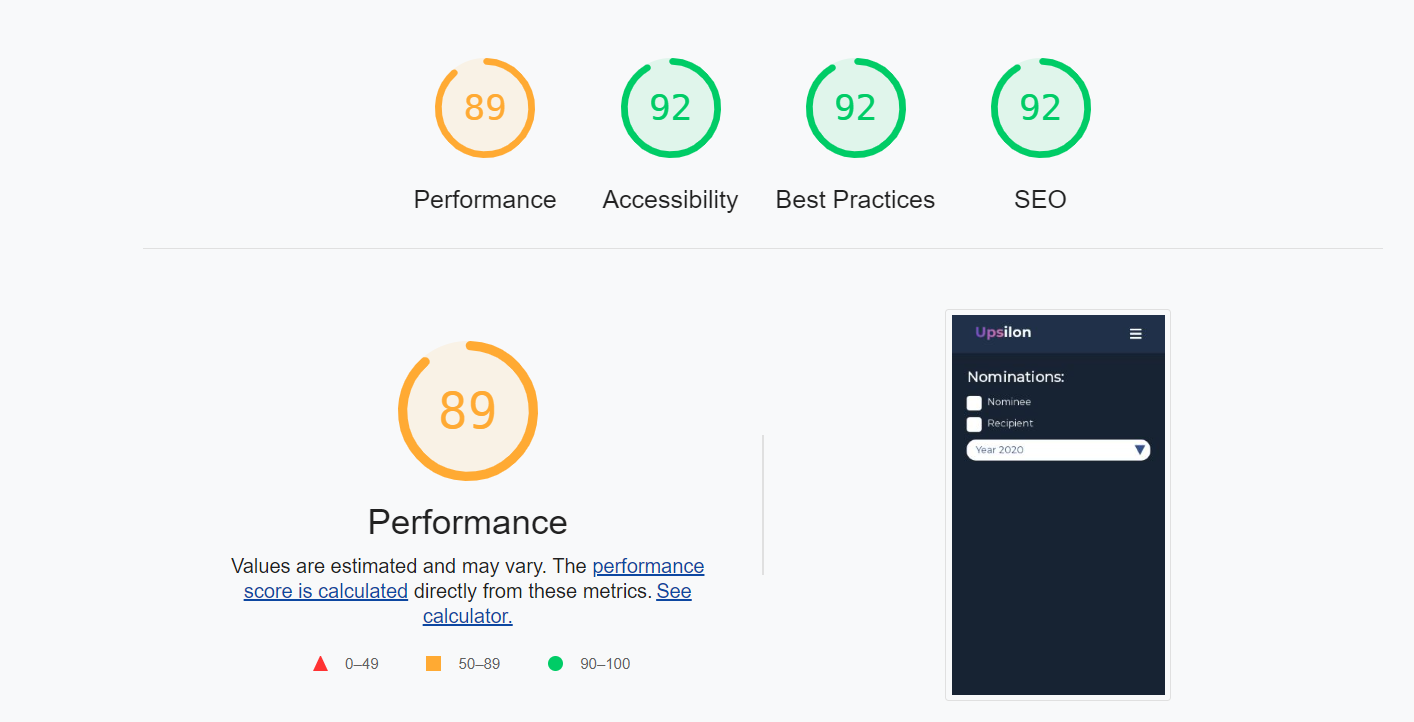 89
92
92
92
Performance
Accessibility
Best Practices
SEO
89
Performance
Values are estimated and may vary. The performance
score is calculated directly from these metrics. See
calculator.
0–49
50–89
90–100
Upsilon
Nominations:
Nominee
Recipient
Year 2020